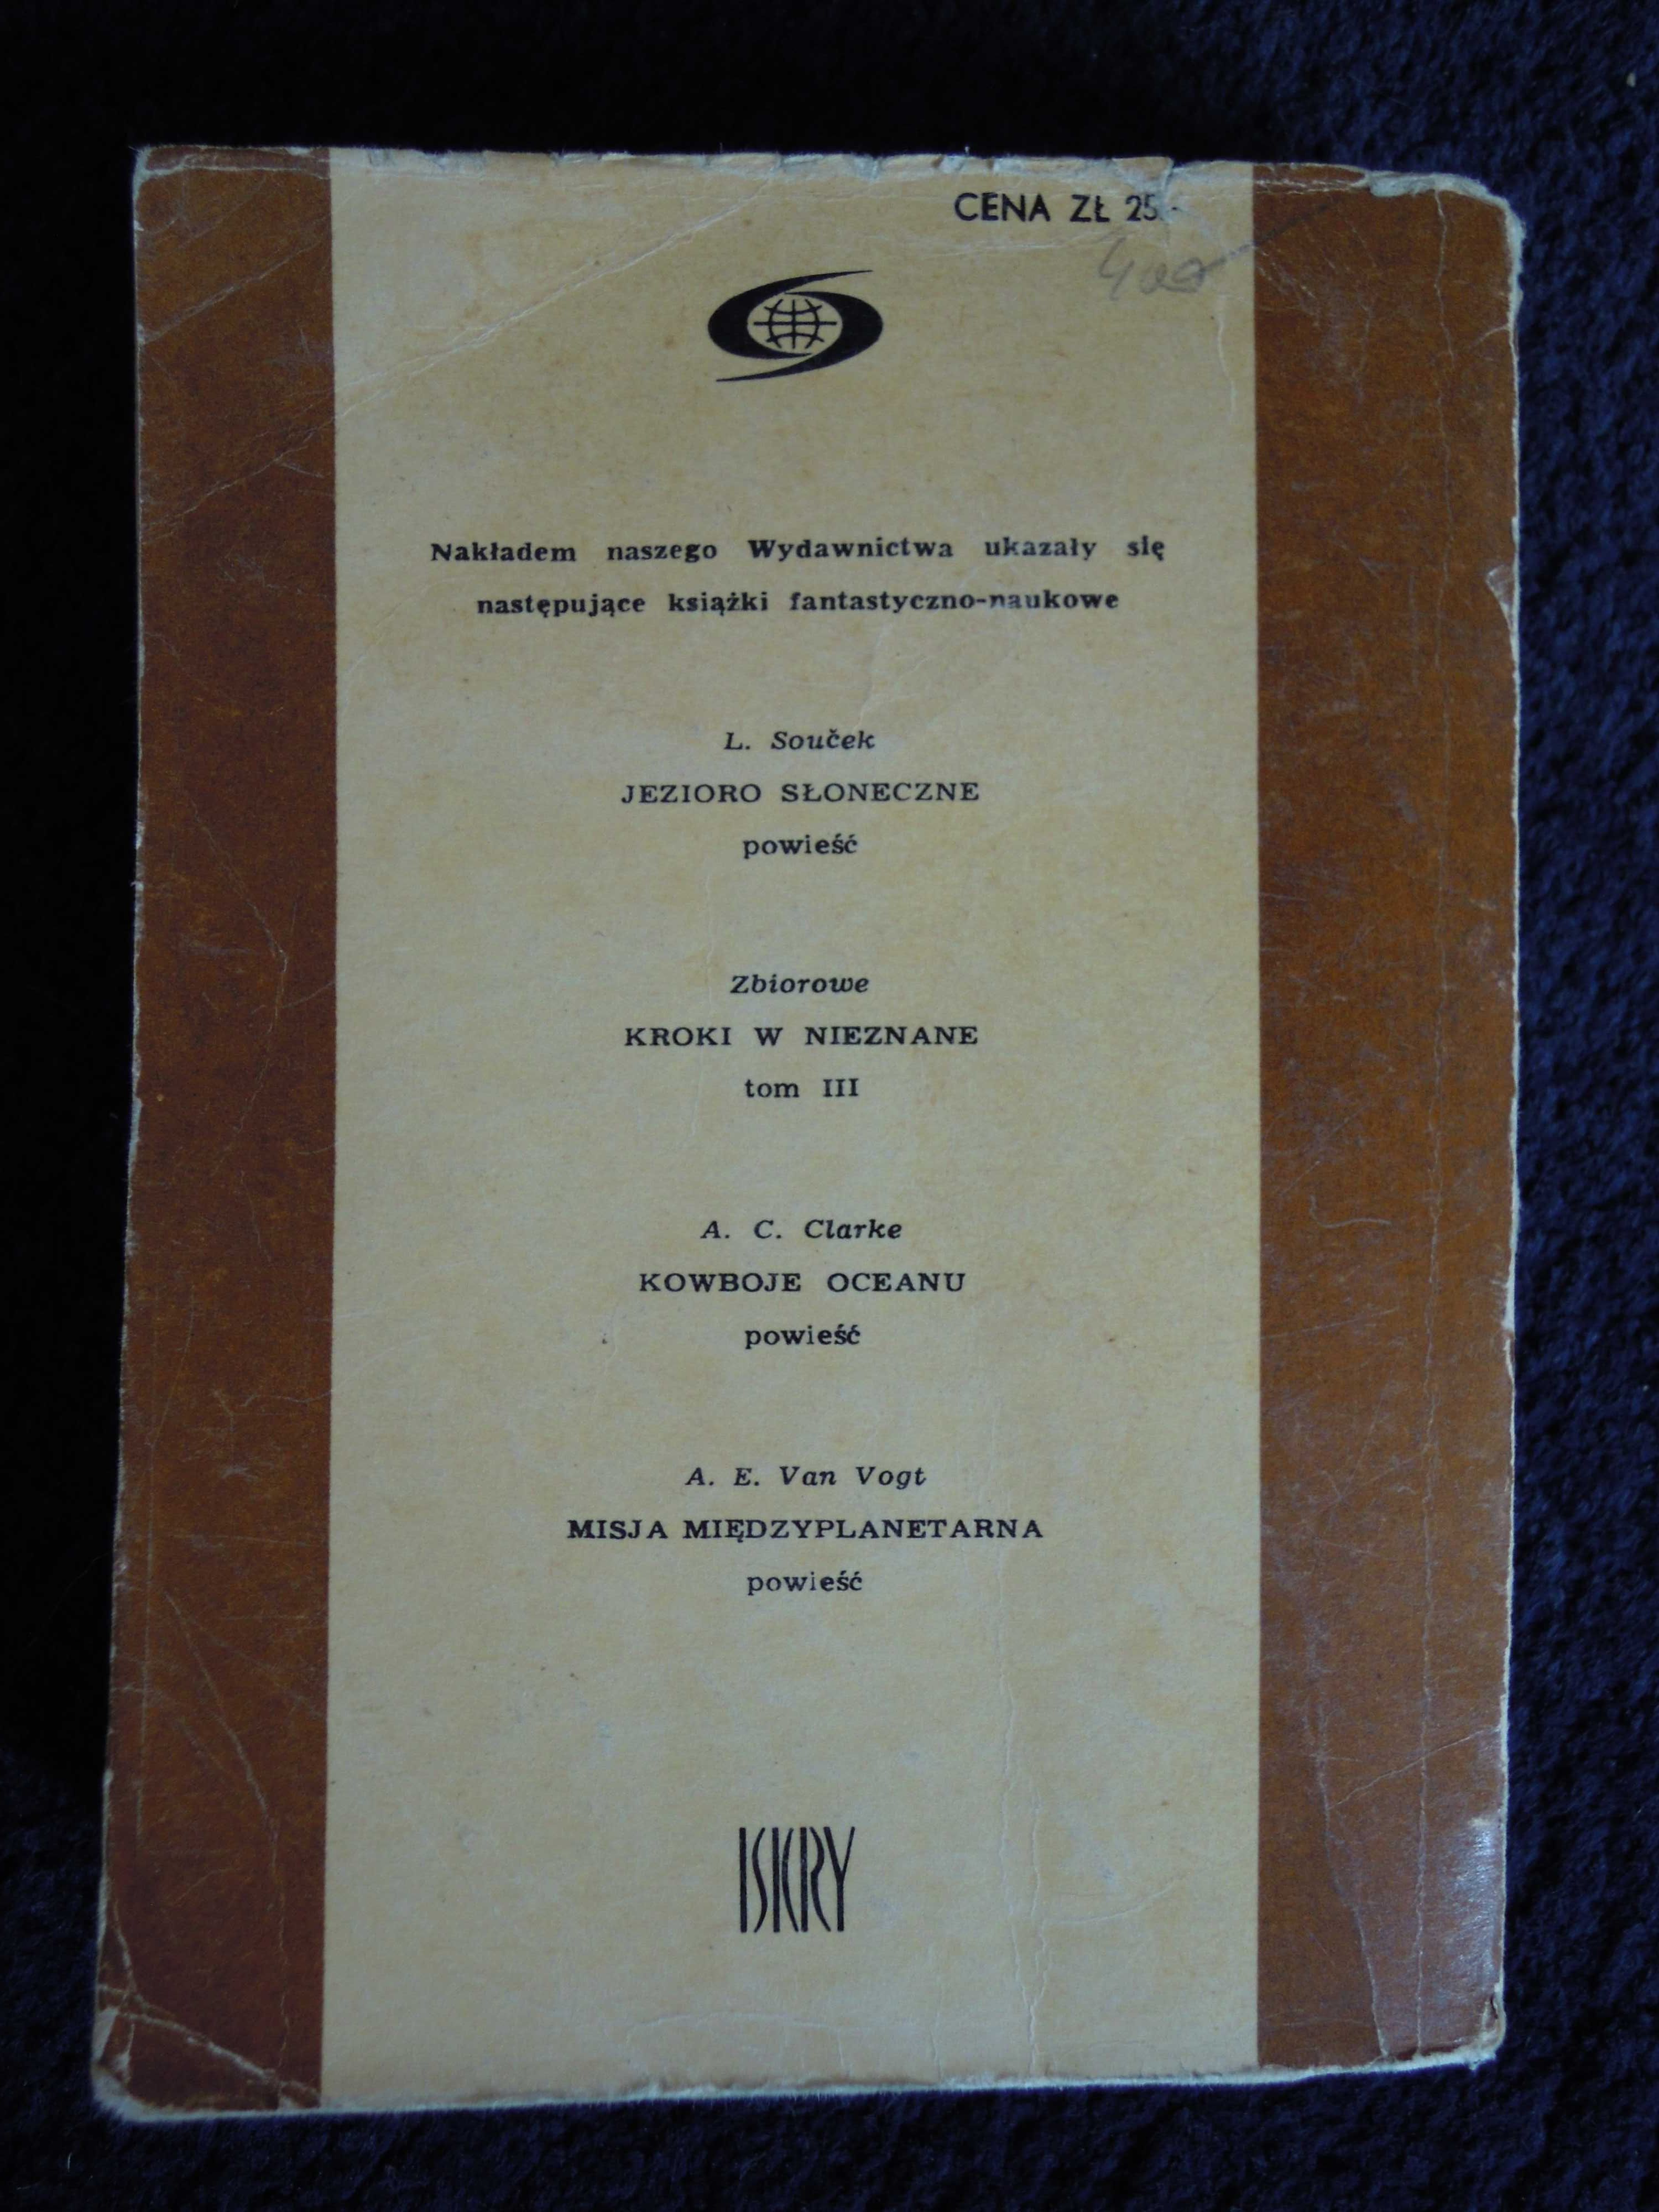 CENA ZŁ 25.-
400
Nakładem naszego Wydawnictwa ukazały się
następujące książki fantastyczno-naukowe
L. Souček
JEZIORO SŁONECZNE
powieść
Zbiorowe
KROKI W NIEZNANE
tom III
A. C. Clarke
KOWBOJE OCEANU
powieść
A. E. Van Vogt
MISJA MIĘDZYPLANETARNA
powieść
ISKRY